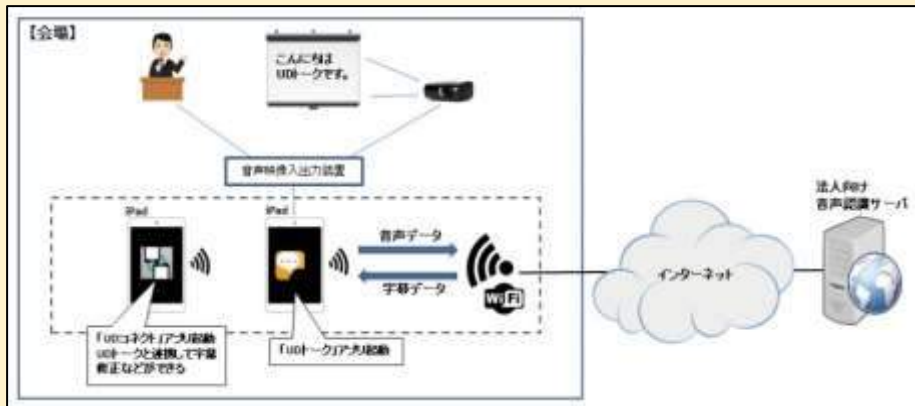 【会場】
こんにちは
UDトークです。
音声映像入出力装置
iPad
iPad
音声データ
字幕データ
WiFi
インターネット
法人向け
音声認識サーバ
「UDコネクト」アプリ起動
UDトークと連携して字幕
修正などができる
「UDトーク」アプリ起動